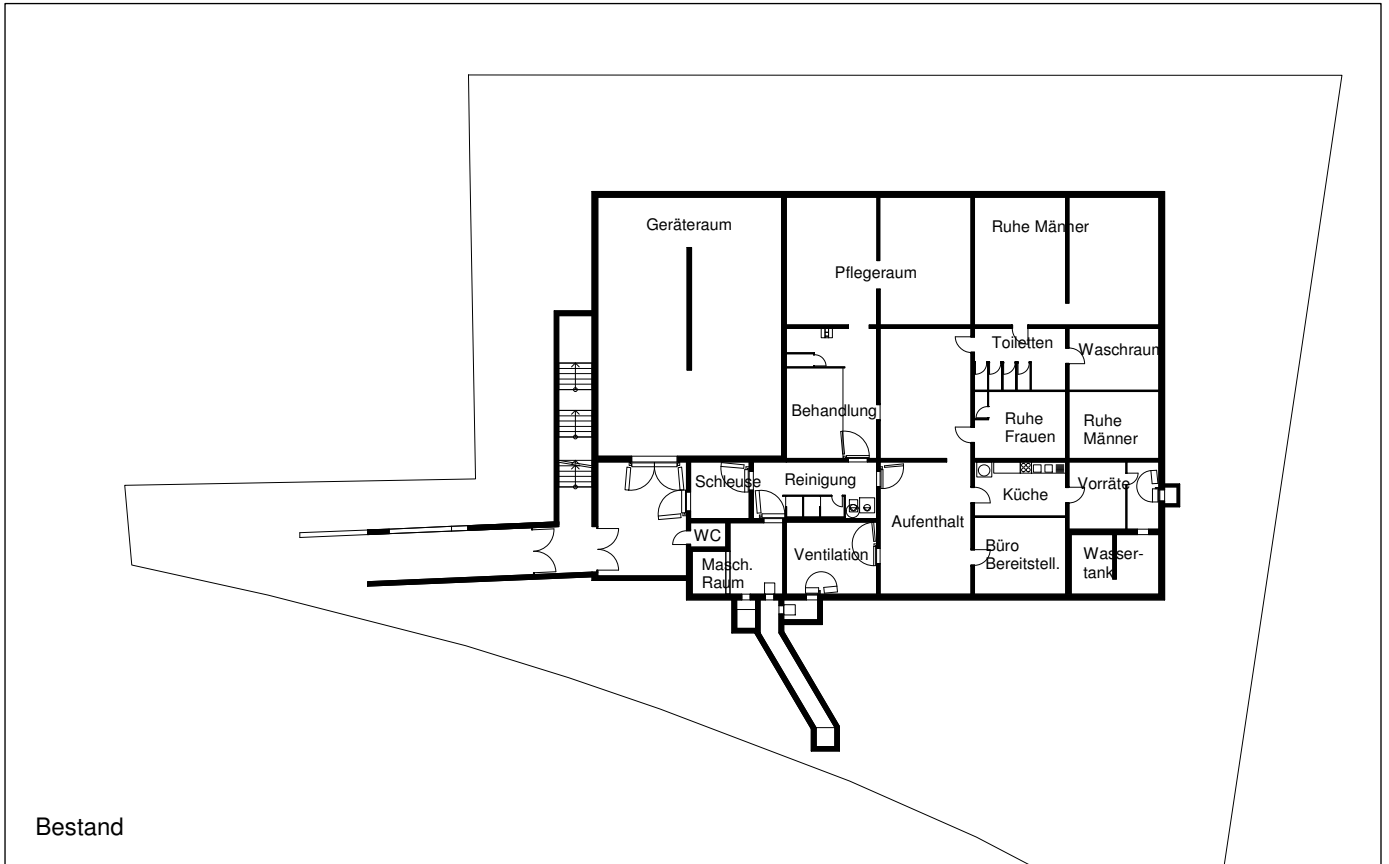 Geräteraum
Ruhe Männer
Pflegeraum
Toiletten
Waschraum
Behandlung
Ruhe
Frauen
Ruhe
Männer
Schleuse
Reinigung
Küche
Vorräte
Aufenthalt
WC
Masch.
Raum
Ventilation
Büro
Bereitstell.
Wasser-
tank
Bestand